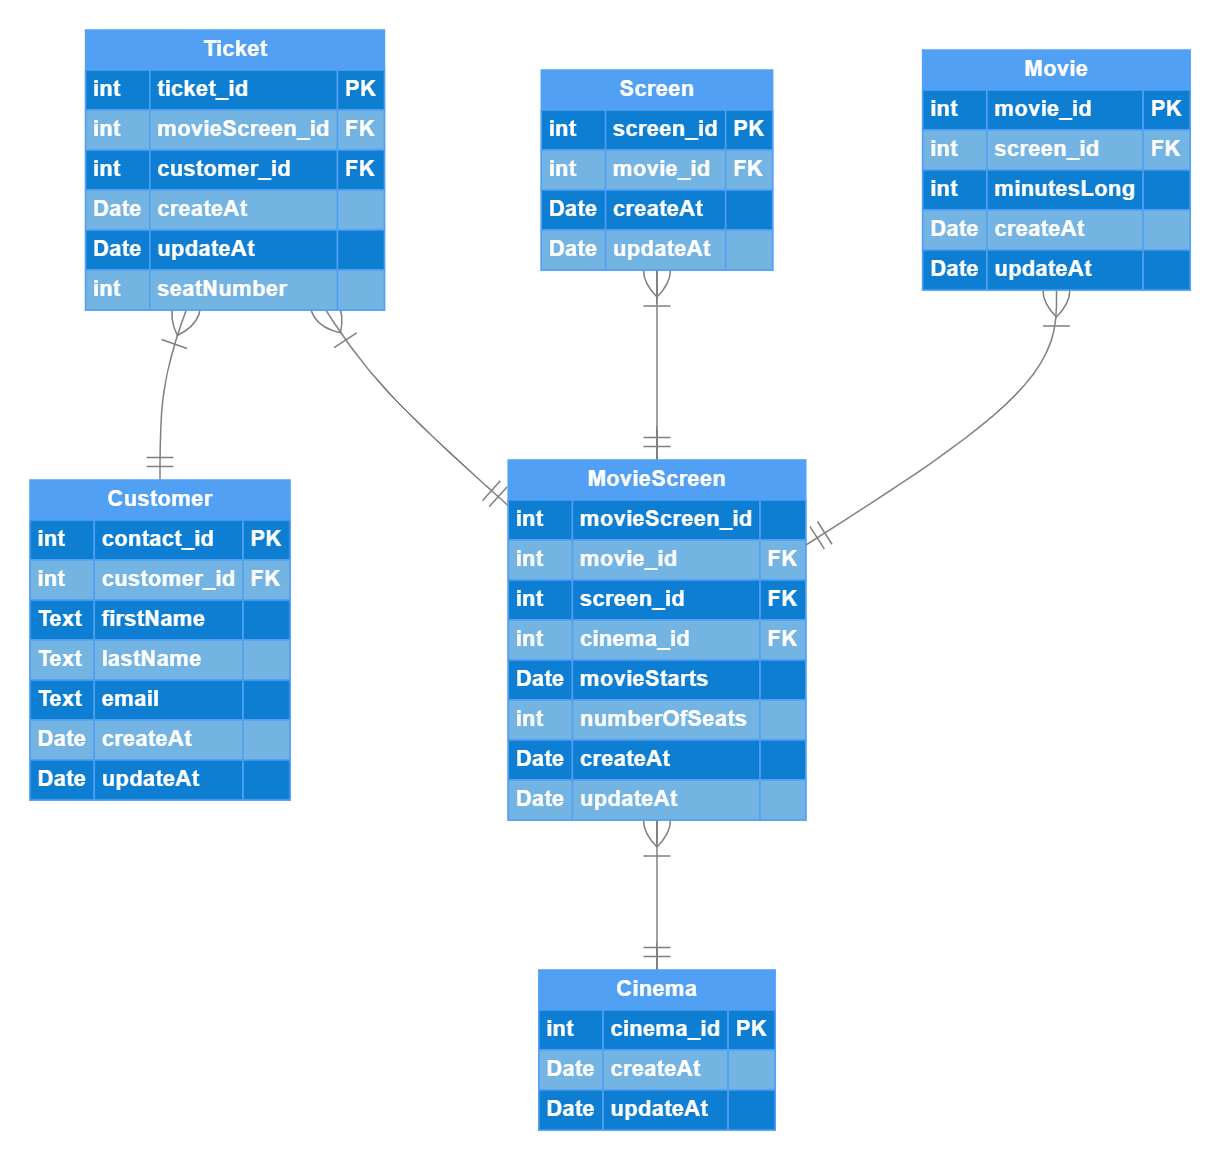 Ticket
int ticket_id PK
int movieScreen_id FK
int customer_id FK
Date createAt
Date updateAt
int seatNumber
Screen
int screen_id PK
int movie_id FK
Date createAt
Date updateAt
Movie
int movie_id PK
int screen_id FK
int minutesLong
Date createAt
Date updateAt
Customer
int contact_id PK
int customer_id FK
Text firstName
Text lastName
Text email
Date createAt
Date updateAt
MovieScreen
int movieScreen_id
int movie_id FK
int screen_id FK
int cinema_id FK
Date movieStarts
int numberOfSeats
Date createAt
Date updateAt
Cinema
int cinema_id PK
Date createAt
Date updateAt